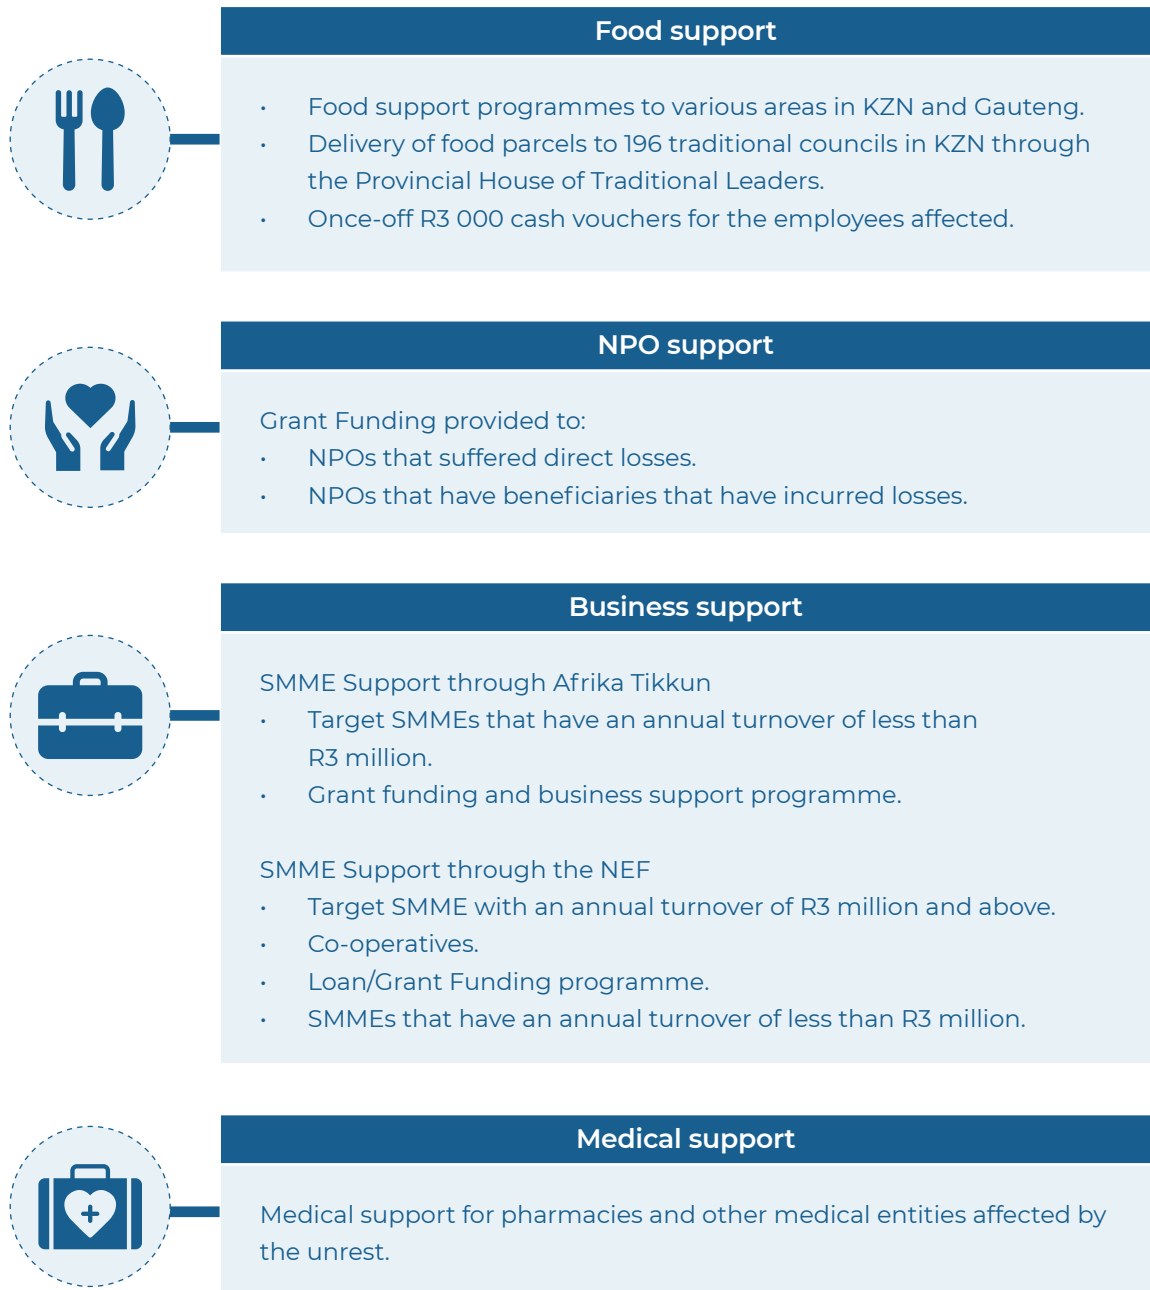 Food support
• Food support programmes to various areas in KZN and Gauteng.
• Delivery of food parcels to 196 traditional councils in KZN through
the Provincial House of Traditional Leaders.
• Once-off R3 000 cash vouchers for the employees affected.
NPO support
Grant Funding provided to:
• NPOs that suffered direct losses.
• NPOs that have beneficiaries that have incurred losses.
Business support
SMME Support through Afrika Tikkun
• Target SMMEs that have an annual turnover of less than
R3 million.
• Grant funding and business support programme.
SMME Support through the NEF
• Target SMME with an annual turnover of R3 million and above.
• Co-operatives.
• Loan/Grant Funding programme.
• SMMEs that have an annual turnover of less than R3 million.
Medical support
Medical support for pharmacies and other medical entities affected by
the unrest.